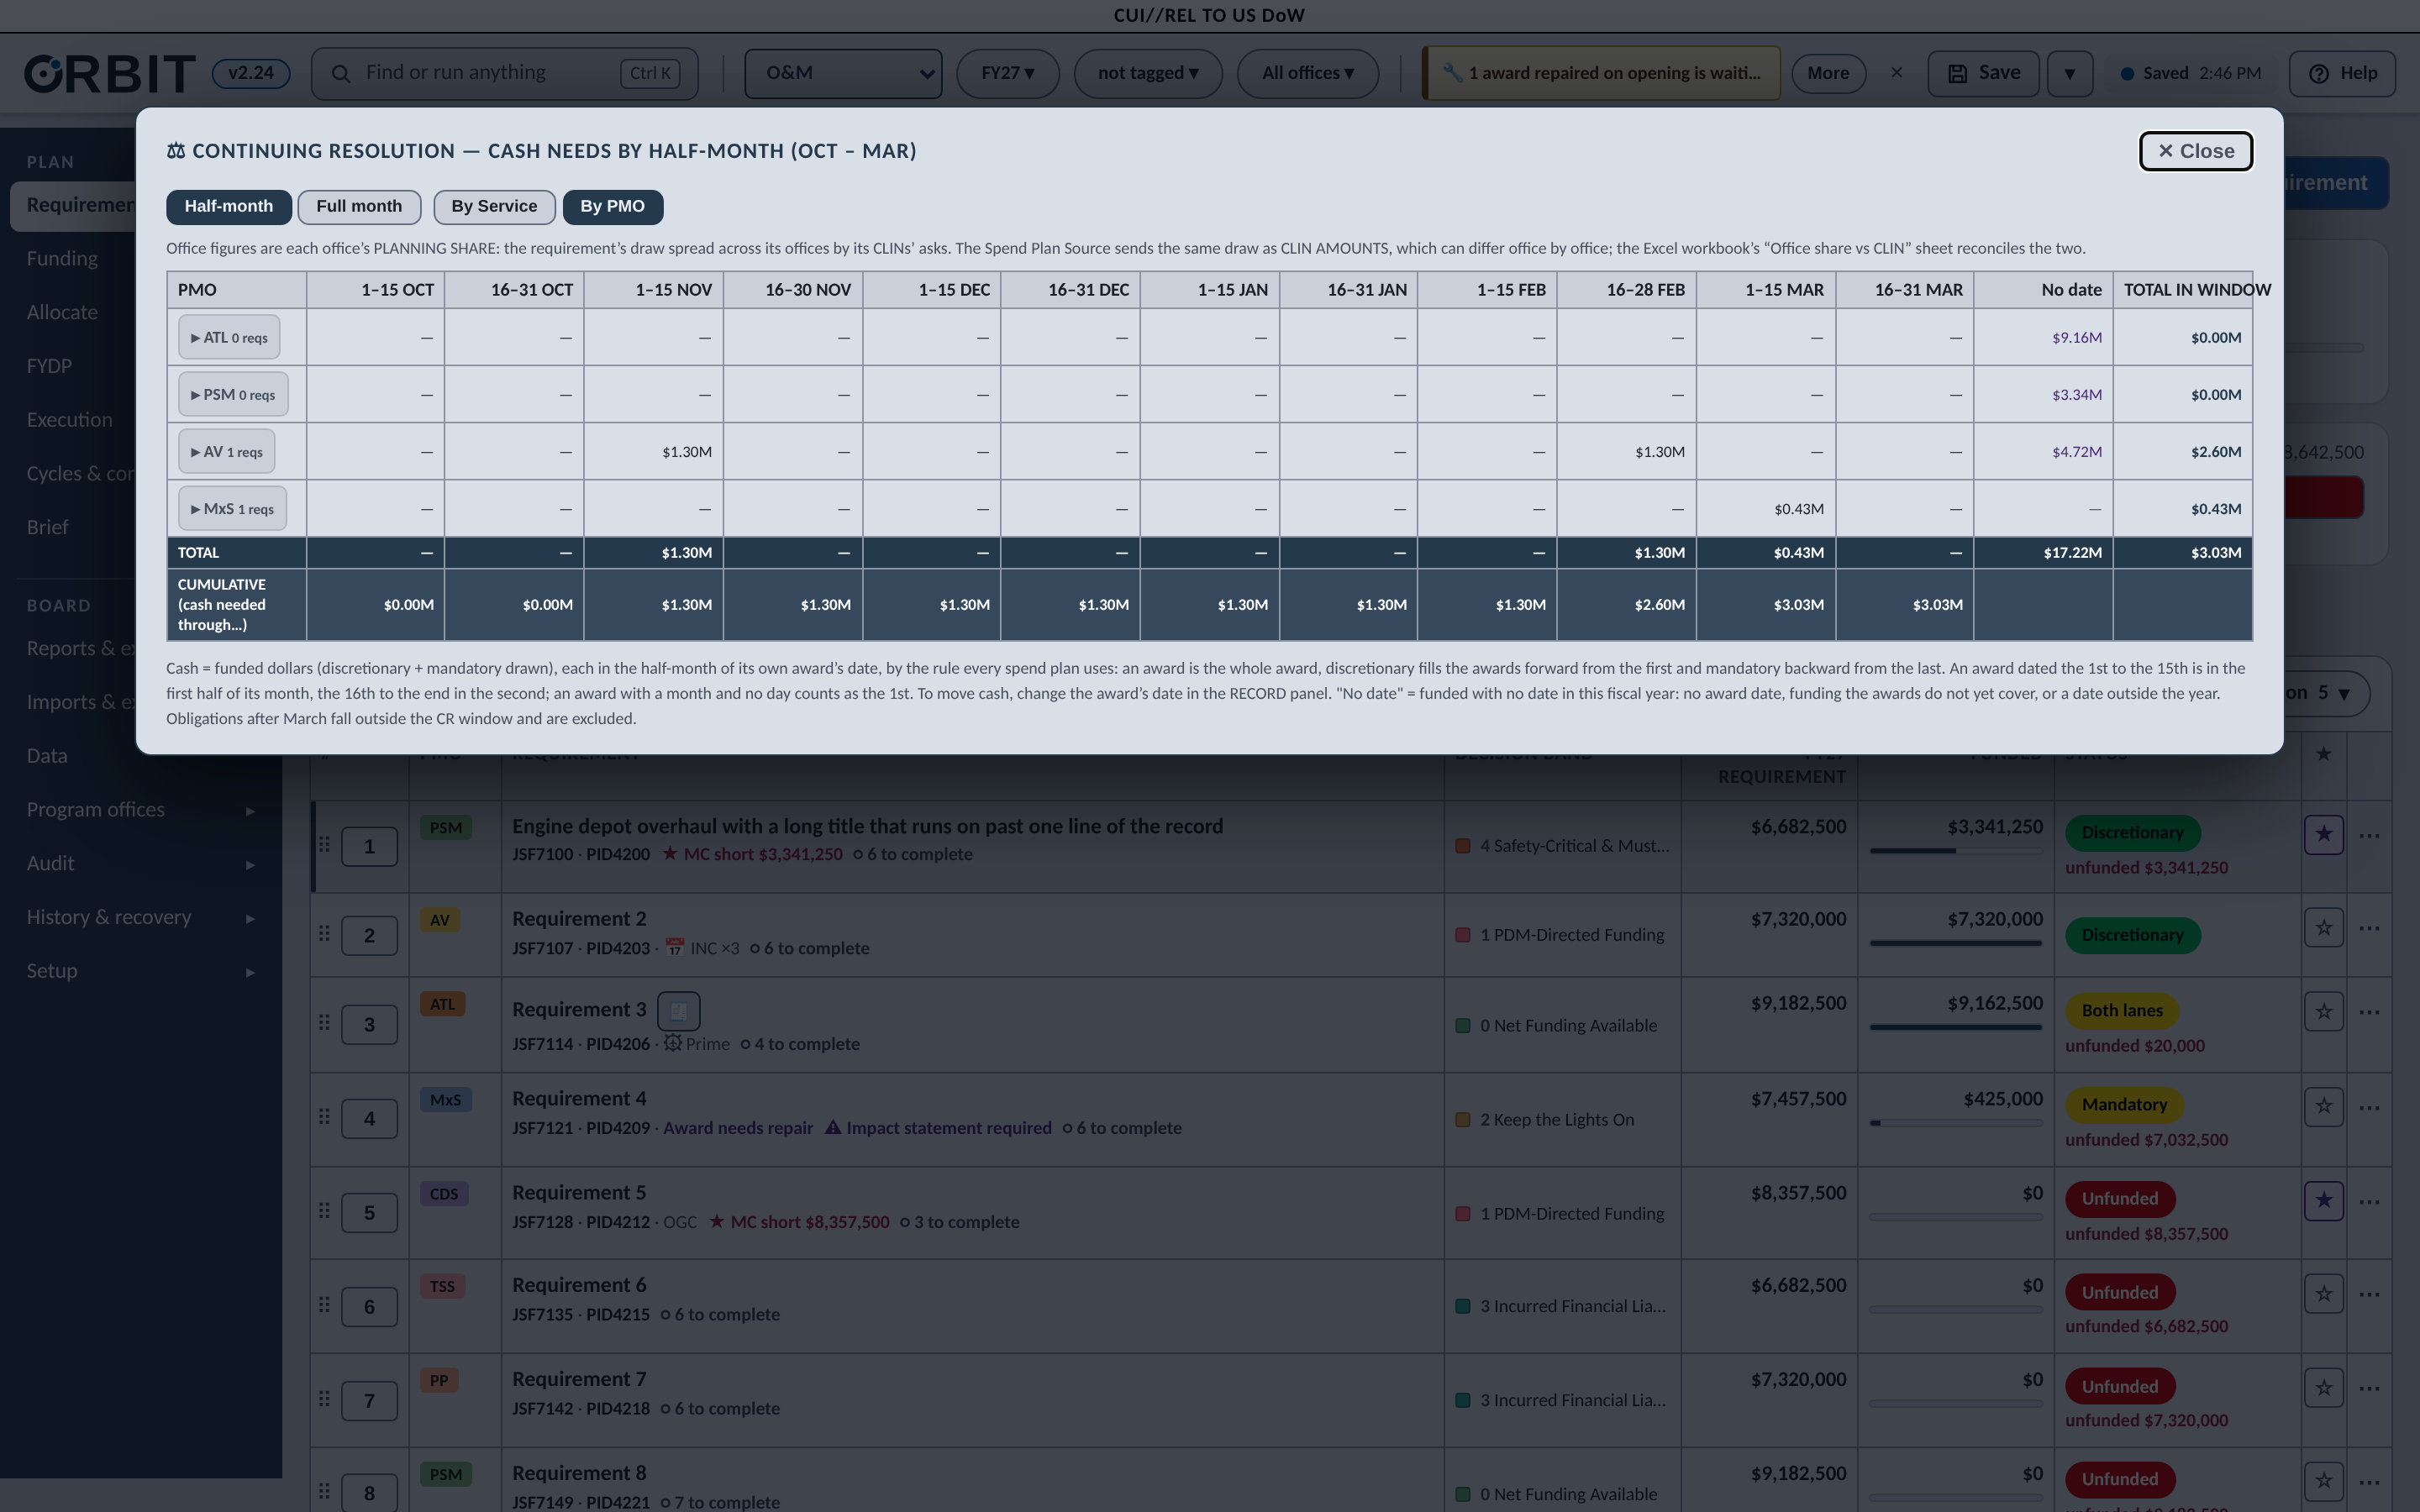 CUI//REL TO US DoW
ORBIT v2.24 Find or run anything Ctrl K O&M FY27 ▾ not tagged ▾ All offices ▾ 🔧 1 award repaired on opening is waiti... More × Save ▼ Saved 2:46 PM Help
⚖ CONTINUING RESOLUTION — CASH NEEDS BY HALF-MONTH (OCT – MAR) ✕ Close
Half-month Full month By Service By PMO
Office figures are each office's PLANNING SHARE: the requirement's draw spread across its offices by its CLINs' asks. The Spend Plan Source sends the same draw as CLIN AMOUNTS, which can differ office by office; the Excel workbook's “Office share vs CLIN” sheet reconciles the two.
PMO 1–15 OCT 16–31 OCT 1–15 NOV 16–30 NOV 1–15 DEC 16–31 DEC 1–15 JAN 16–31 JAN 1–15 FEB 16–28 FEB 1–15 MAR 16–31 MAR No date TOTAL IN WINDOW
▸ ATL 0 reqs — — — — — — — — — — — — $9.16M $0.00M
▸ PSM 0 reqs — — — — — — — — — — — — $3.34M $0.00M
▸ AV 1 reqs — — $1.30M — — — — — — $1.30M — — $4.72M $2.60M
▸ MxS 1 reqs — — — — — — — — — — $0.43M — — $0.43M
TOTAL — — $1.30M — — — — — — $1.30M $0.43M — $17.22M $3.03M
CUMULATIVE
(cash needed
through…) $0.00M $0.00M $1.30M $1.30M $1.30M $1.30M $1.30M $1.30M $1.30M $2.60M $3.03M $3.03M
Cash = funded dollars (discretionary + mandatory drawn), each in the half-month of its own award's date, by the rule every spend plan uses: an award is the whole award, discretionary fills the awards forward from the first and mandatory backward from the last. An award dated the 1st to the 15th is in the
first half of its month, the 16th to the end in the second; an award with a month and no day counts as the 1st. To move cash, change the award's date in the RECORD panel. "No date" = funded with no date in this fiscal year: no award date, funding the awards do not yet cover, or a date outside the year.
Obligations after March fall outside the CR window and are excluded.
PLAN
Requiremen
Funding
Allocate
FYDP
Execution
Cycles & cor
Brief
BOARD
Reports & e
Imports & e
Data
Program offices ▸
Audit ▸
History & recovery ▸
Setup ▸
irement
8,642,500
on 5 ▾
REQUIREMENT ★
1 PSM Engine depot overhaul with a long title that runs on past one line of the record $6,682,500 $3,341,250 Discretionary ★ ...
JSF7100 · PID4200 ★ MC short $3,341,250 6 to complete 4 Safety-Critical & Must... unfunded $3,341,250
2 AV Requirement 2 1 PDM-Directed Funding $7,320,000 $7,320,000 Discretionary ☆ ...
JSF7107 · PID4203 · 📅 INC ×3 6 to complete
3 ATL Requirement 3 0 Net Funding Available $9,182,500 $9,162,500 Both lanes ☆ ...
JSF7114 · PID4206 · Prime 4 to complete unfunded $20,000
4 MxS Requirement 4 2 Keep the Lights On $7,457,500 $425,000 Mandatory ☆ ...
JSF7121 · PID4209 · Award needs repair ⚠ Impact statement required 6 to complete unfunded $7,032,500
5 CDS Requirement 5 1 PDM-Directed Funding $8,357,500 $0 Unfunded ★ ...
JSF7128 · PID4212 · OGC ★ MC short $8,357,500 3 to complete unfunded $8,357,500
6 TSS Requirement 6 3 Incurred Financial Lia... $6,682,500 $0 Unfunded ☆ ...
JSF7135 · PID4215 6 to complete unfunded $6,682,500
7 PP Requirement 7 3 Incurred Financial Lia... $7,320,000 $0 Unfunded ☆ ...
JSF7142 · PID4218 6 to complete unfunded $7,320,000
8 PSM Requirement 8 0 Net Funding Available $9,182,500 $0 Unfunded ☆ ...
JSF7149 · PID4221 7 to complete